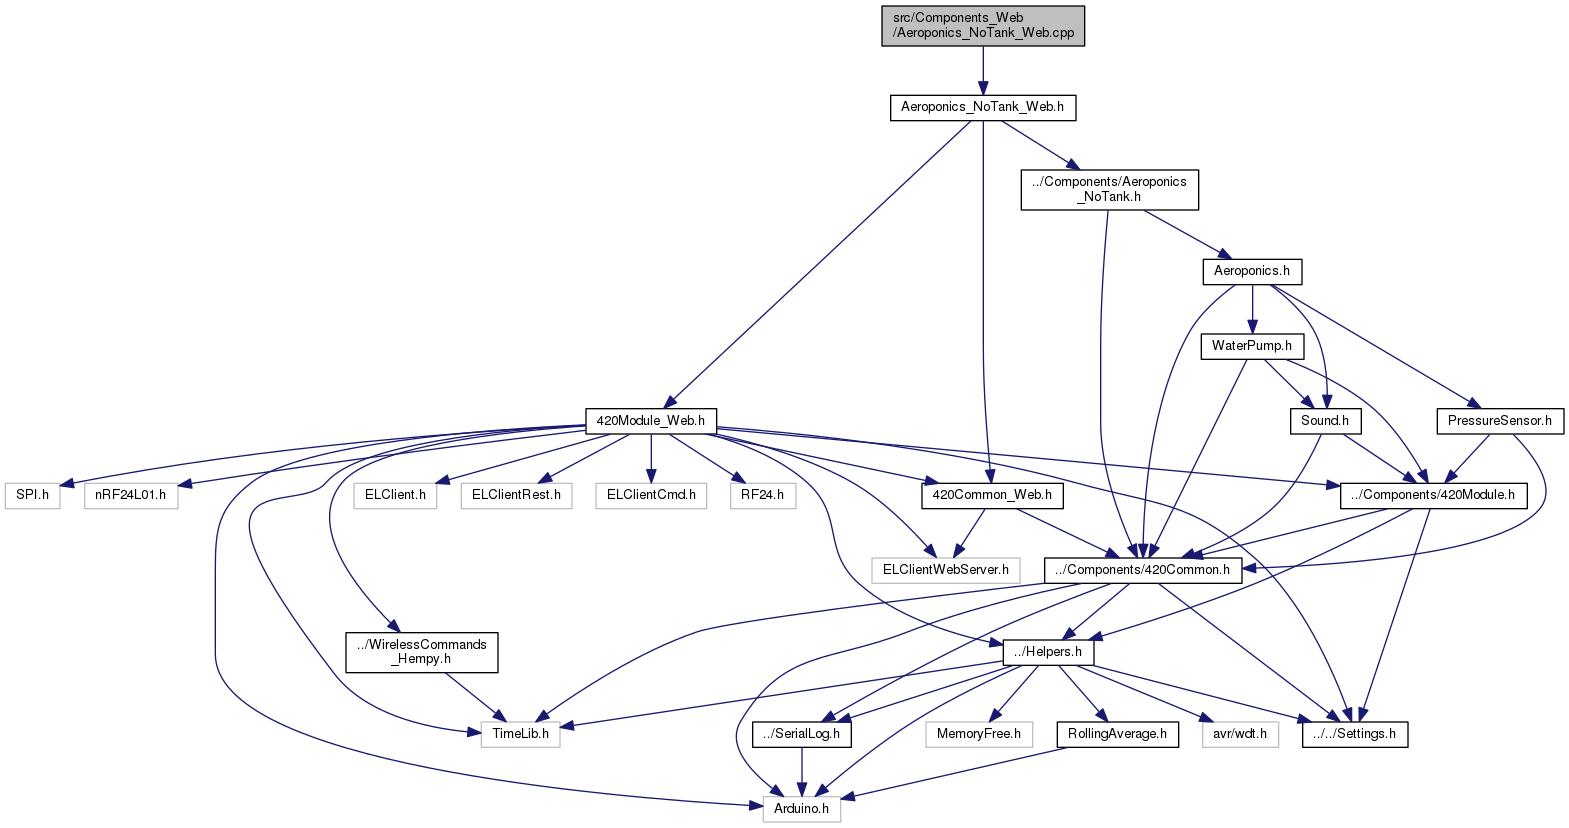 src/Components_Web
/Aeroponics_NoTank_Web.cpp
Aeroponics_NoTank_Web.h
../Components/Aeroponics
_NoTank.h
Aeroponics.h
WaterPump.h
420Module_Web.h
Sound.h
PressureSensor.h
SPI.h
nRF24L01.h
ELClient.h
ELClientRest.h
ELClientCmd.h
RF24.h
420Common_Web.h
../Components/420Module.h
ELClientWebServer.h
../Components/420Common.h
../WirelessCommands
_Hempy.h
../Helpers.h
TimeLib.h
../SerialLog.h
MemoryFree.h
RollingAverage.h
avr/wdt.h
../../Settings.h
Arduino.h